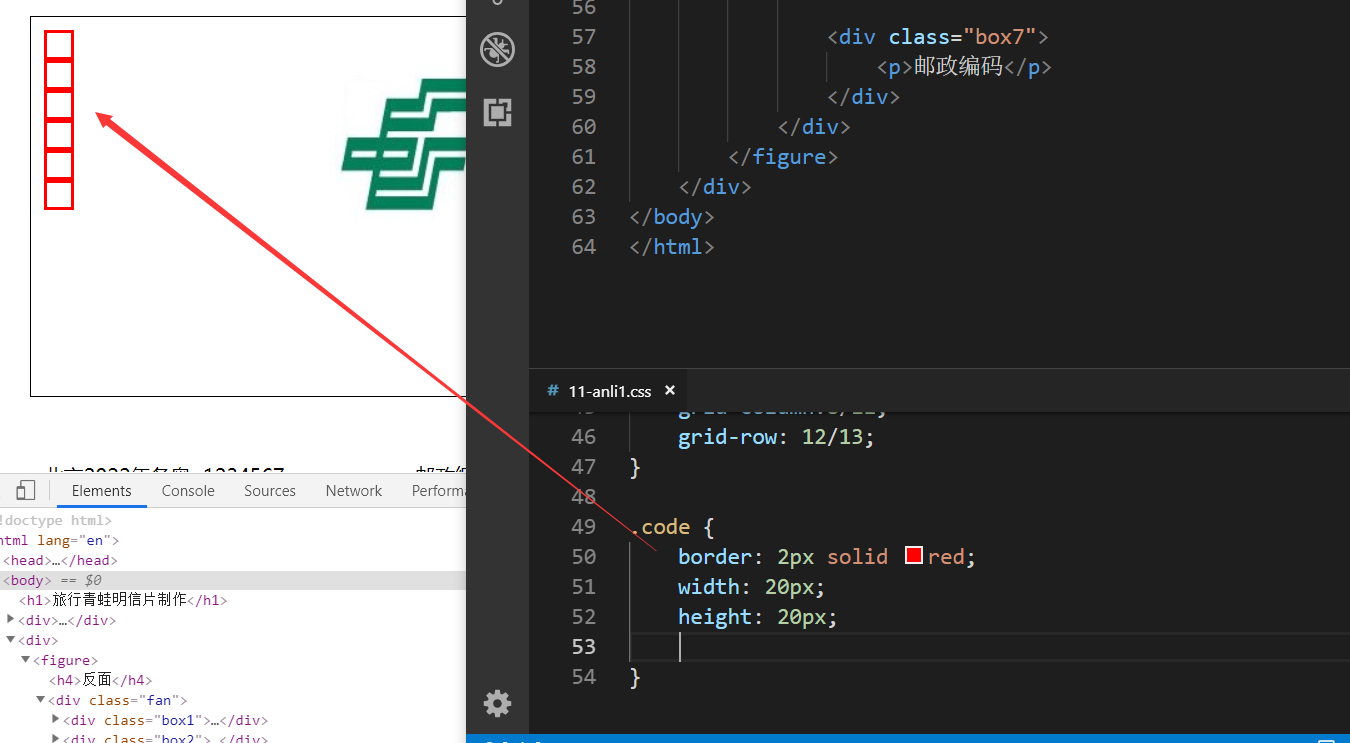 56
57 <div class="box7">
58 <p>邮政编码</p>
59 </div>
60 </div>
61 </figure>
62 </div>
63 </body>
64 </html>
# 11-anli1.css ×
46 grid-row: 12/13;
47 }
48
49 .code {
50 border: 2px solid red;
51 width: 20px;
52 height: 20px;
53
54 }
Elements Console Sources Network Performa
!doctype html>
html lang="en">
<head>…</head>
<body> == $0
<h1>旅行青蛙明信片制作</h1>
<div>…</div>
<div>
<figure>
<h4>反面</h4>
<div class="fan">
<div class="box1">…</div>
<div class="box2">…</div>